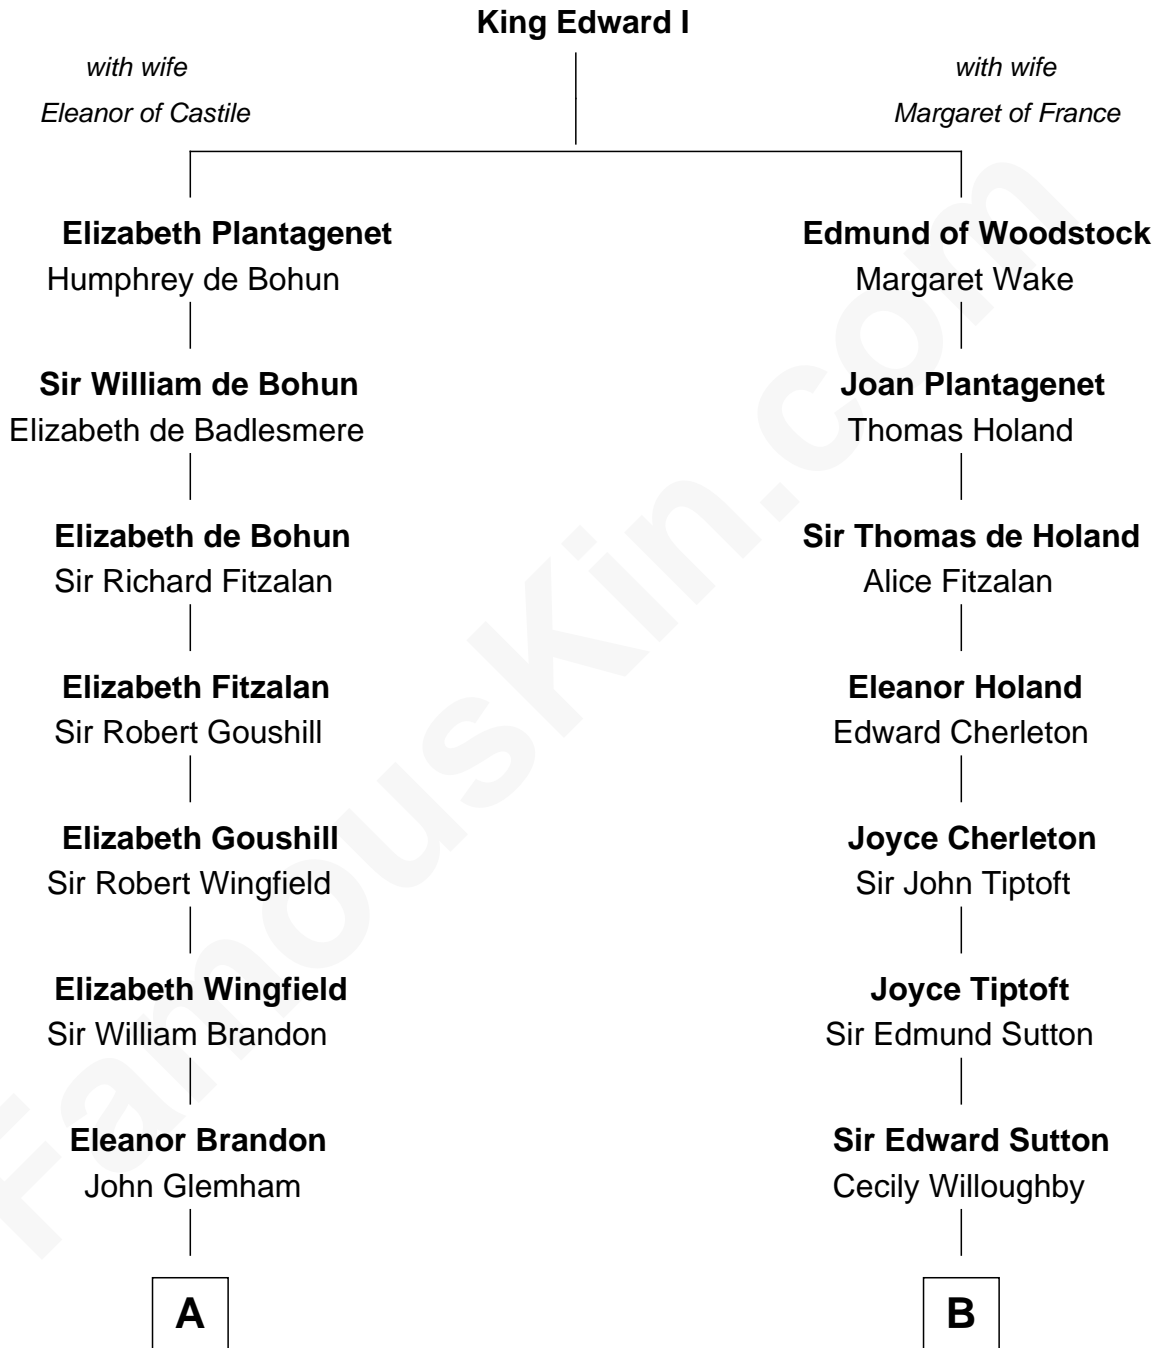 King Edward I
with wife
Eleanor of Castile
with wife
Margaret of France
Elizabeth Plantagenet
Humphrey de Bohun
Edmund of Woodstock
Margaret Wake
Sir William de Bohun
Elizabeth de Badlesmere
Joan Plantagenet
Thomas Holand
Elizabeth de Bohun
Sir Richard Fitzalan
Sir Thomas de Holand
Alice Fitzalan
Elizabeth Fitzalan
Sir Robert Goushill
Eleanor Holand
Edward Cherleton
Elizabeth Goushill
Sir Robert Wingfield
Joyce Cherleton
Sir John Tiptoft
Elizabeth Wingfield
Sir William Brandon
Joyce Tiptoft
Sir Edmund Sutton
Eleanor Brandon
John Glemham
Sir Edward Sutton
Cecily Willoughby
A
B
FamousKin.com